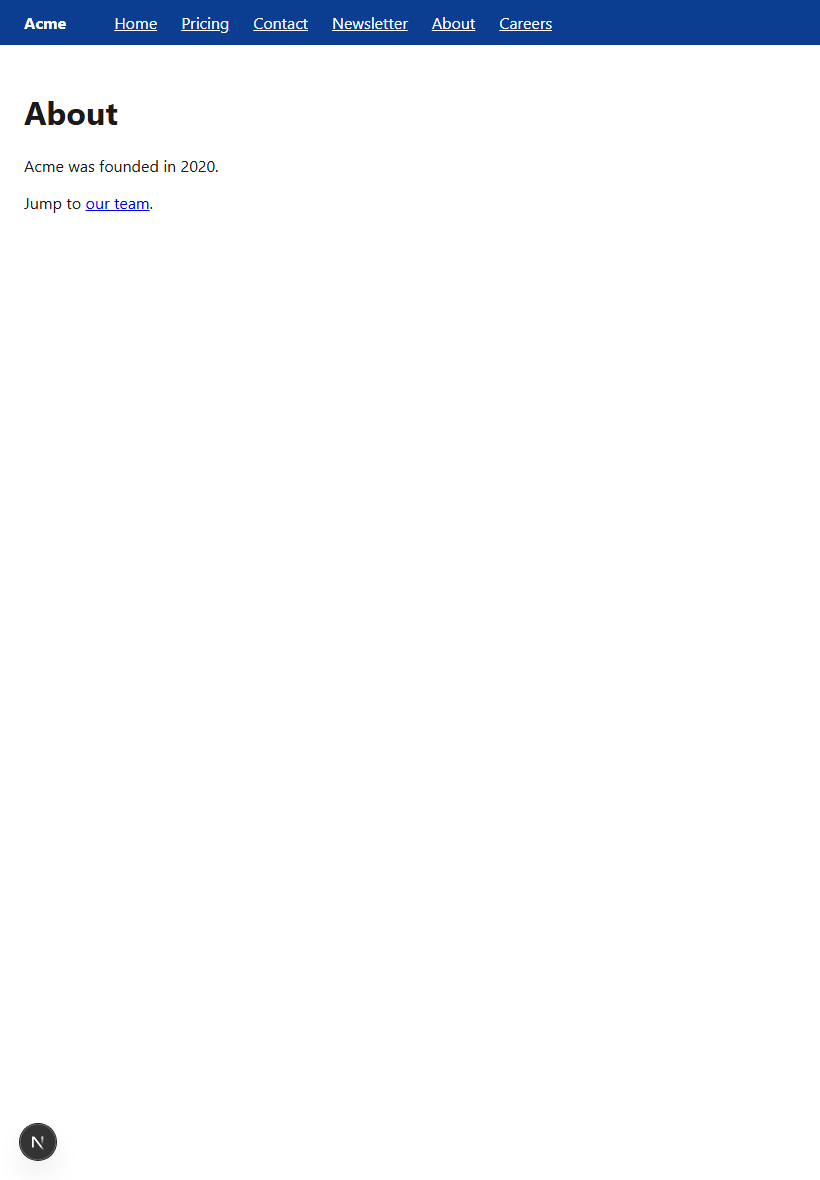 Acme Home Pricing Contact Newsletter About Careers
About
Acme was founded in 2020.
Jump to our team.
N